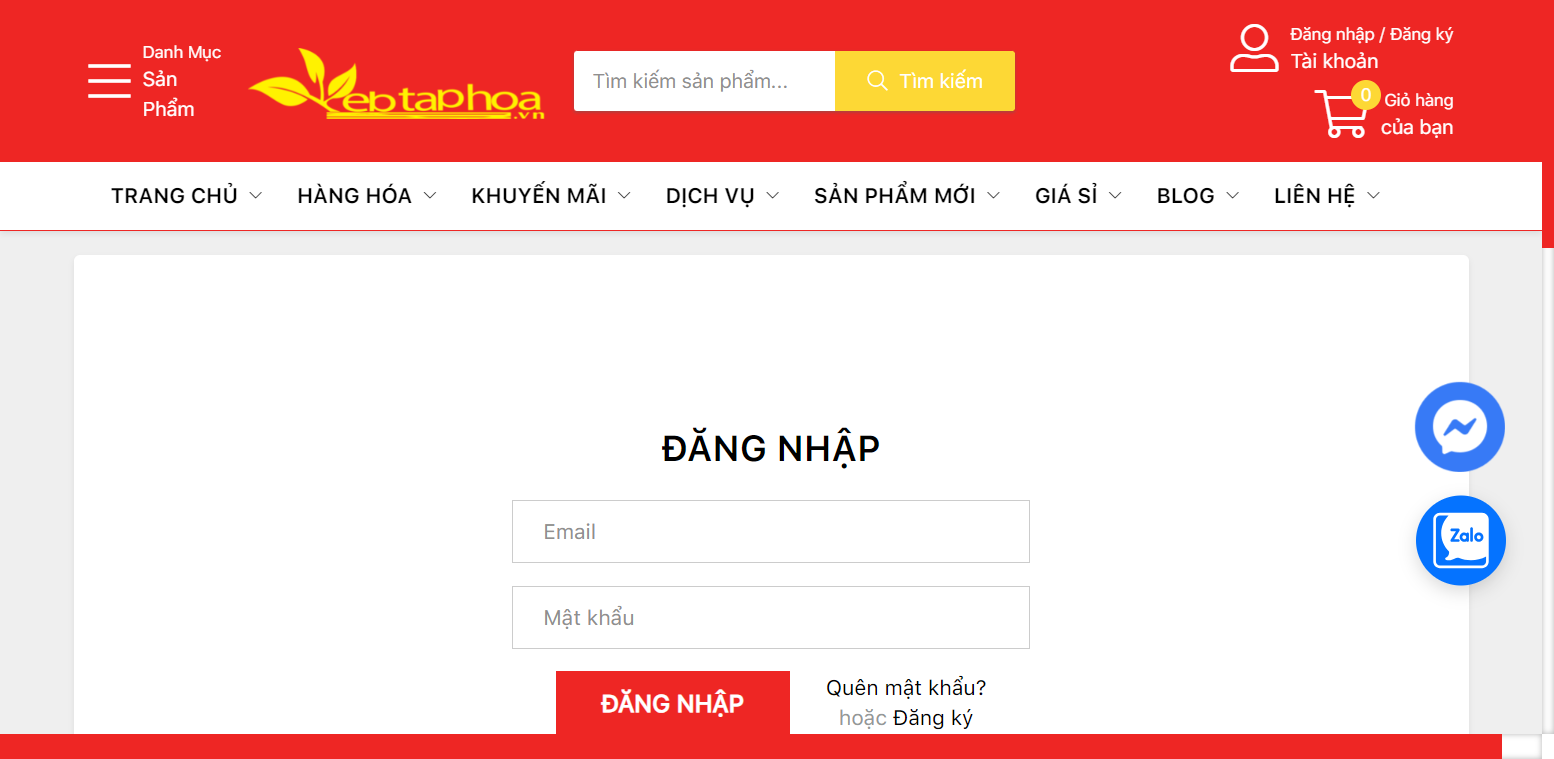 Danh Mục
Sản
Phẩm
ebtaphoa
.vn
Tìm kiếm sản phẩm...
Tìm kiếm
Đăng nhập / Đăng ký
Tài khoản
0
Giỏ hàng
của bạn
TRANG CHỦ HÀNG HÓA KHUYẾN MÃI DỊCH VỤ SẢN PHẨM MỚI GIÁ SỈ BLOG LIÊN HỆ
ĐĂNG NHẬP
Email
Zalo
Mật khẩu
ĐĂNG NHẬP
Quên mật khẩu?
hoặc Đăng ký